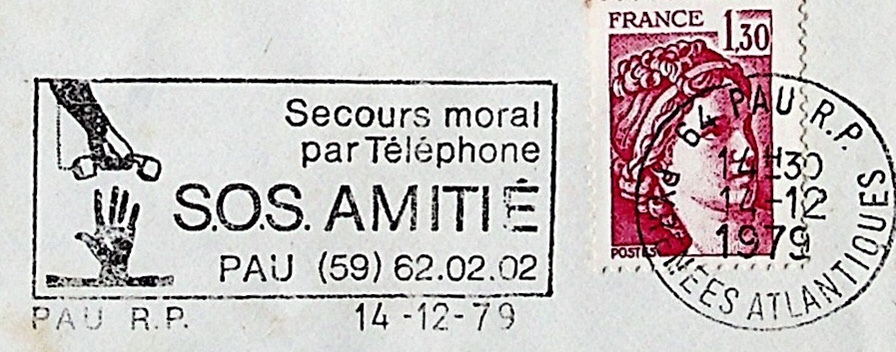 Secours moral
par Téléphone
S.O.S. AMITIÉ
PAU (59) 62.02.02
PAU R.P. 14-12-79
FRANCE
1,30
POSTES
64 PAU R.P.
14H30
14-12
1979
PYRENEES ATLANTIQUES